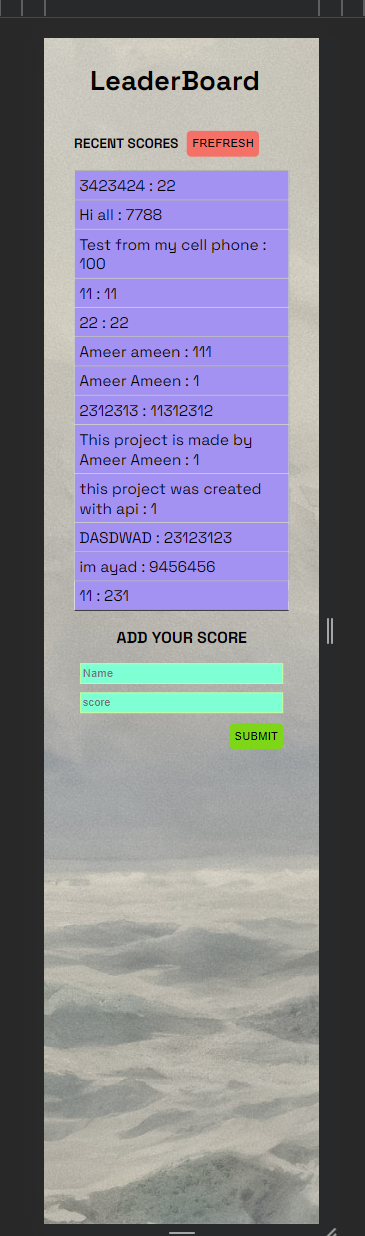 LeaderBoard
RECENT SCORES FREFRESH
3423424 : 22
Hi all : 7788
Test from my cell phone :
100
11 : 11
22 : 22
Ameer ameen : 111
Ameer Ameen : 1
2312313 : 11312312
This project is made by
Ameer Ameen : 1
this project was created
with api : 1
DASDWAD : 23123123
im ayad : 9456456
11 : 231
ADD YOUR SCORE
Name
score
SUBMIT